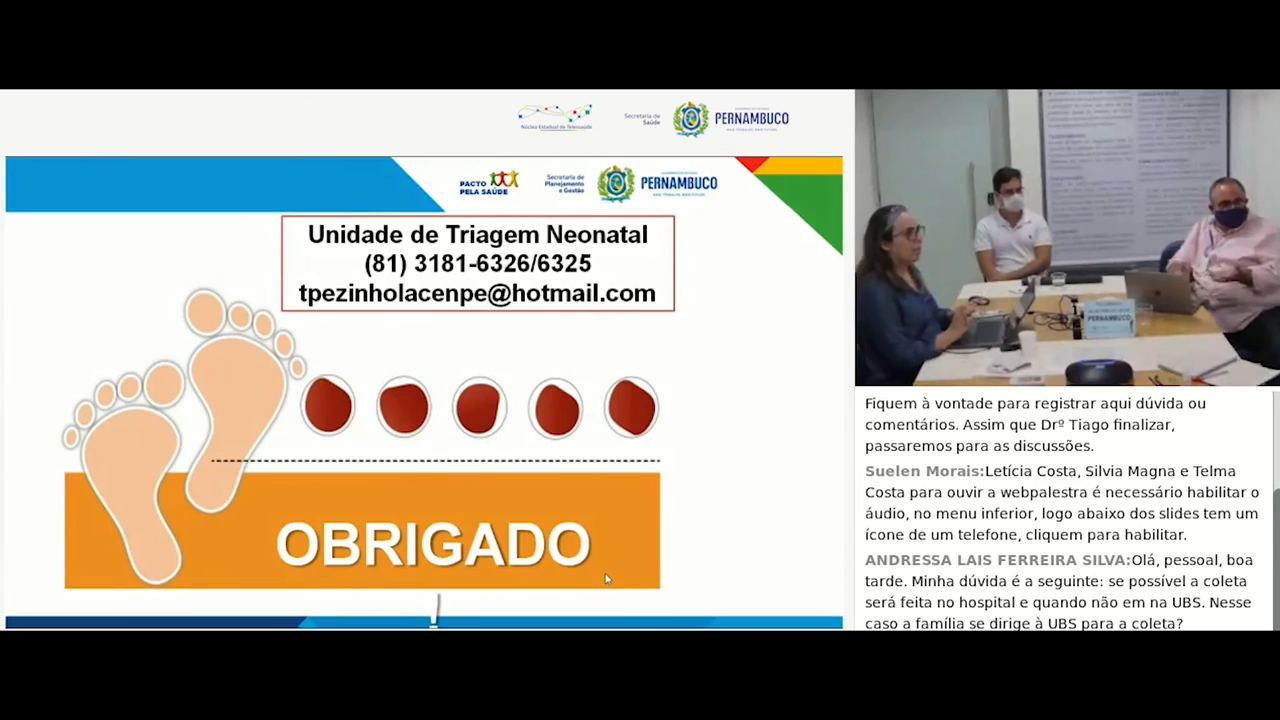 Núcleo Estadual de Telessaúde
Secretaria de
Saúde
PERNAMBUCO
PACTO
PELA SAÚDE
Secretaria de
Planejamento
e Gestão
PERNAMBUCO
Unidade de Triagem Neonatal
(81) 3181-6326/6325
tpezinholacenpe@hotmail.com
OBRIGADO
!
PERNAMBUCO
Fiquem à vontade para registrar aqui dúvida ou
comentários. Assim que Drº Tiago finalizar,
passaremos para as discussões.
Suelen Morais:Letícia Costa, Silvia Magna e Telma
Costa para ouvir a webpalestra é necessário habilitar o
áudio, no menu inferior, logo abaixo dos slides tem um
ícone de um telefone, cliquem para habilitar.
ANDRESSA LAIS FERREIRA SILVA:Olá, pessoal, boa
tarde. Minha dúvida é a seguinte: se possível a coleta
será feita no hospital e quando não em na UBS. Nesse
caso a família se dirige à UBS para a coleta?